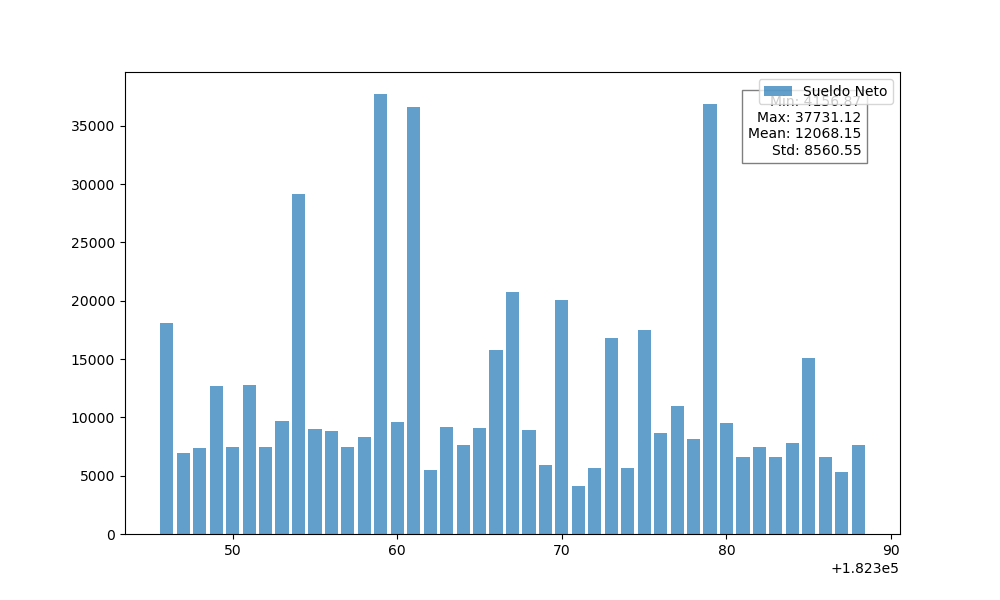 Sueldo Neto
Min: 4156.87
Max: 37731.12
Mean: 12068.15
Std: 8560.55
35000
30000
25000
20000
15000
10000
5000
0
50 60 70 80 90
+1.823e5